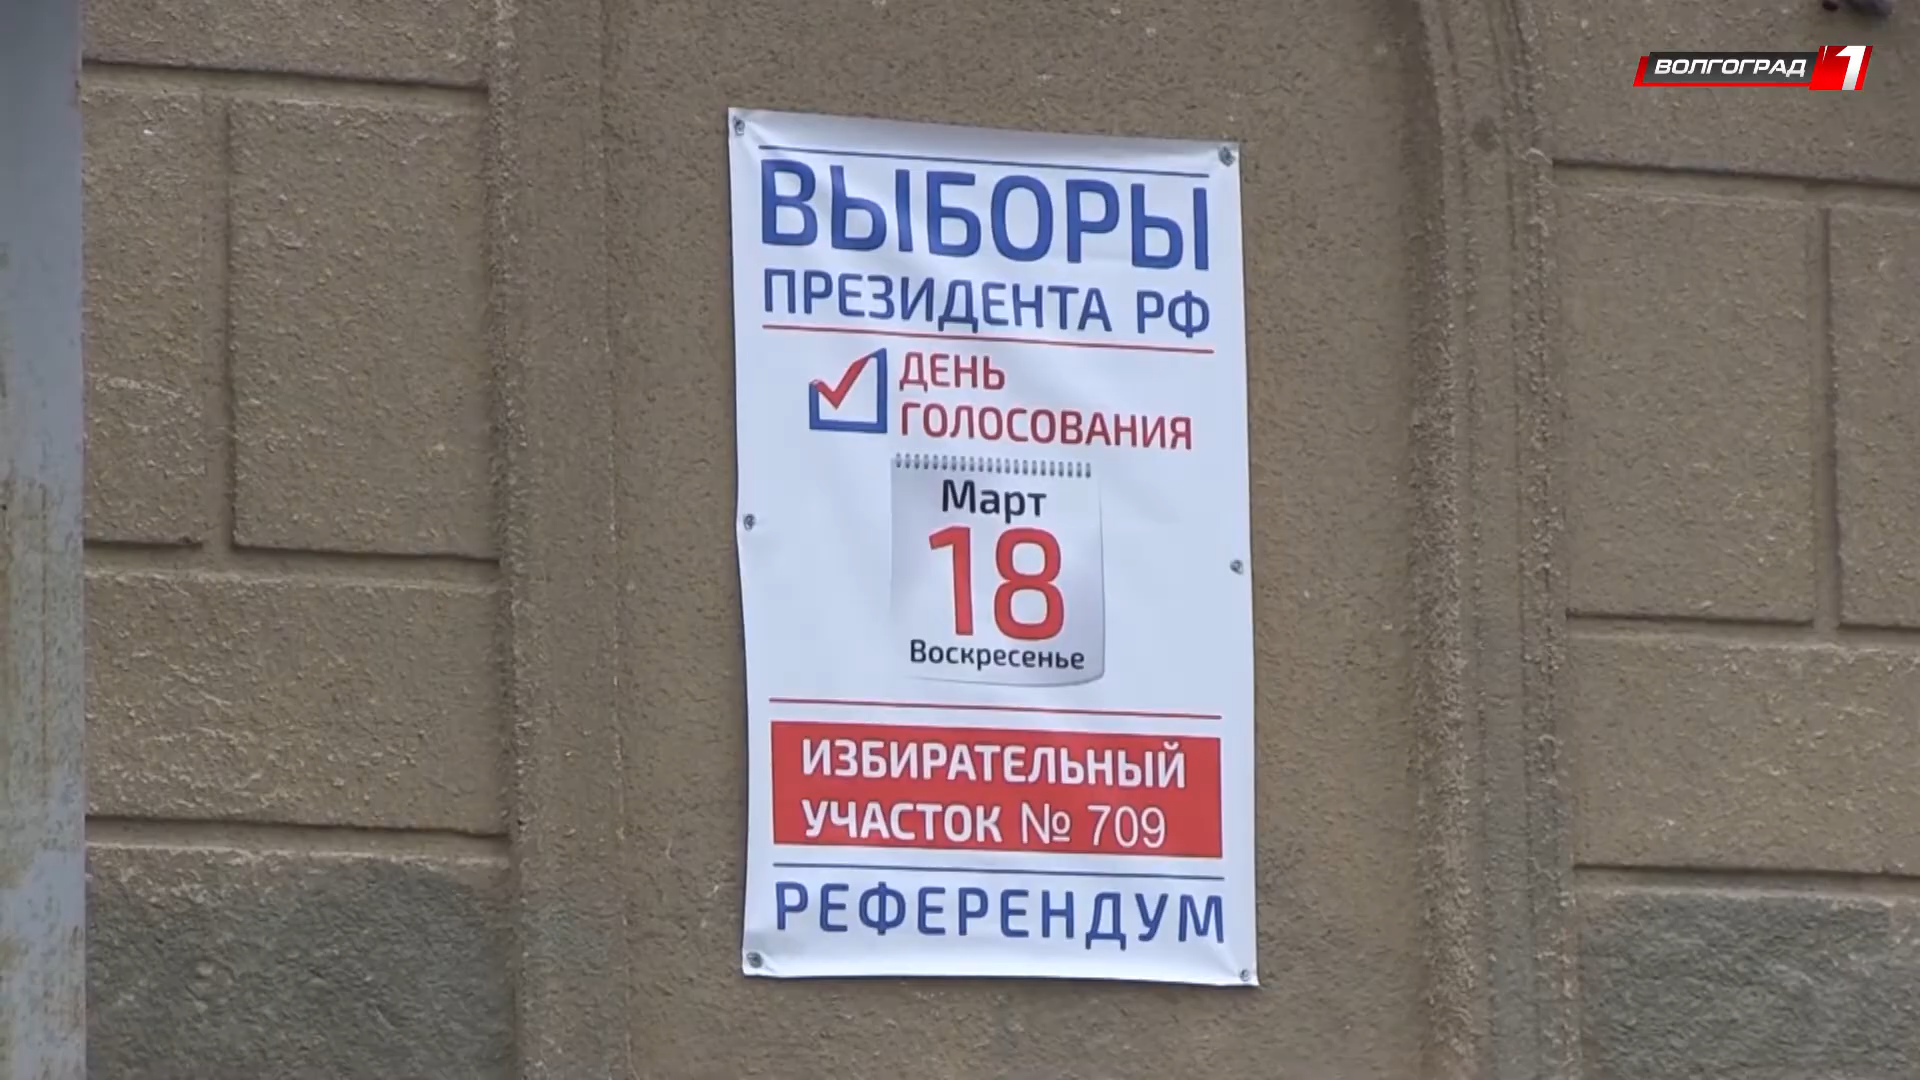 ВОЛГОГРАД 1
ВЫБОРЫ
ПРЕЗИДЕНТА РФ
ДЕНЬ
ГОЛОСОВАНИЯ
Март
18
Воскресенье
ИЗБИРАТЕЛЬНЫЙ
УЧАСТОК № 709
РЕФЕРЕНДУМ